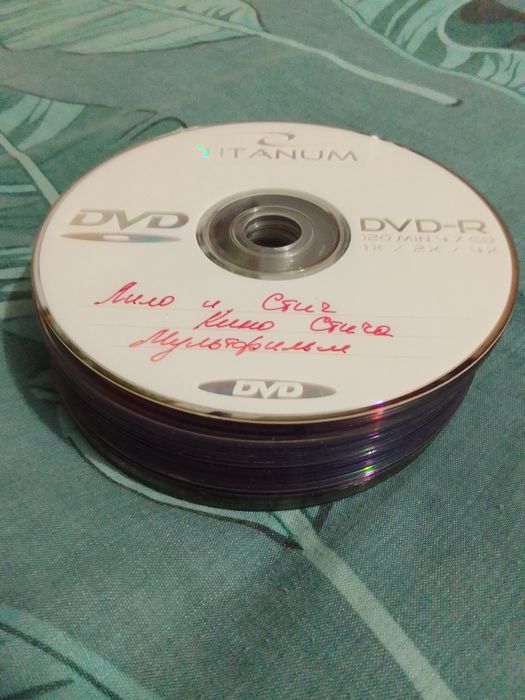 TITANUM
DVD
DVD-R
120 MIN 4.7 GB
1X / 2X / 4X
Лило и Стич
Кино Стича
Мультфильм
DVD